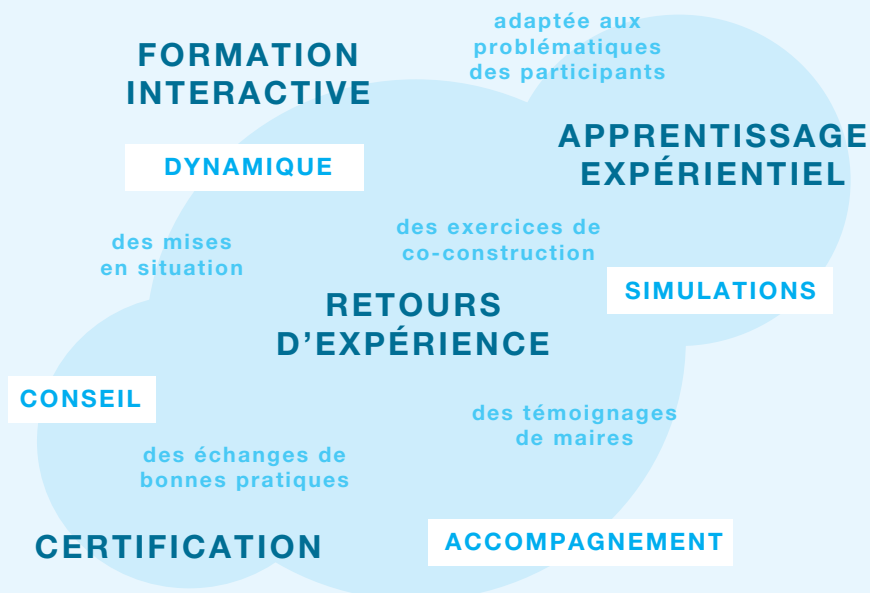 adaptée aux
problématiques
des participants
FORMATION
INTERACTIVE
APPRENTISSAGE
EXPÉRIENTIEL
DYNAMIQUE
des exercices de
co-construction
des mises
en situation
SIMULATIONS
RETOURS
D’EXPÉRIENCE
CONSEIL
des témoignages
de maires
des échanges de
bonnes pratiques
CERTIFICATION
ACCOMPAGNEMENT